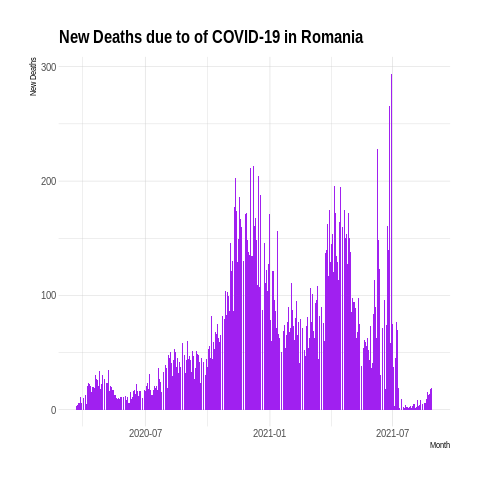 New Deaths due to of COVID-19 in Romania
New Deaths
300
200
100
0
2020-07
2021-01
2021-07
Month